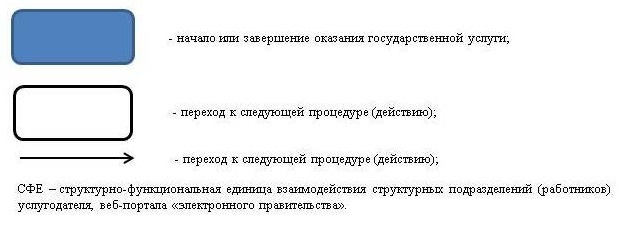 - начало или завершение оказания государственной услуги;
- переход к следующей процедуре (действию);
- переход к следующей процедуре (действию);
СФЕ – структурно-функциональная единица взаимодействия структурных подразделений (работников)
услугодателя, веб-портала «электронного правительства».